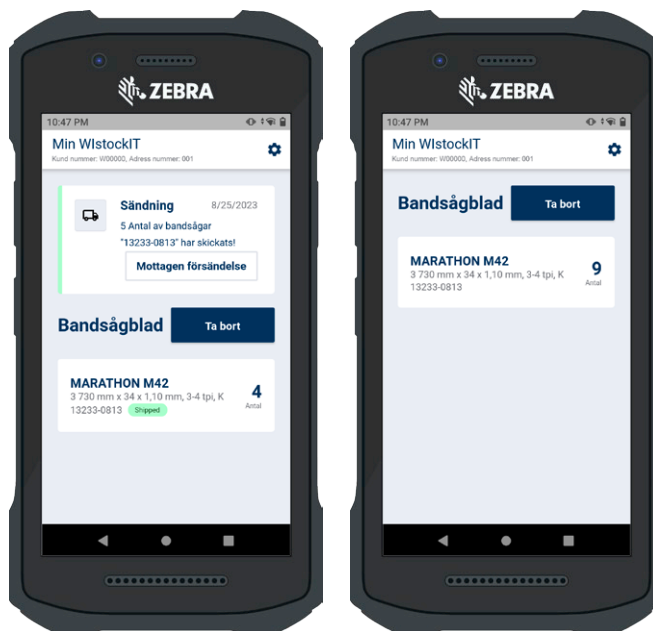 ZEBRA
10:47 PM
Min WIstockIT
Kund nummer: W00000, Adress nummer: 001
Sändning 8/25/2023
5 Antal av bandsågar
"13233-0813" har skickats!
Mottagen försändelse
Bandsågblad Ta bort
MARATHON M42
3 730 mm x 34 x 1,10 mm, 3-4 tpi, K
13233-0813 Shipped
4
Antal
ZEBRA
10:47 PM
Min WIstockIT
Kund nummer: W00000, Adress nummer: 001
Bandsågblad Ta bort
MARATHON M42
3 730 mm x 34 x 1,10 mm, 3-4 tpi, K
13233-0813
9
Antal